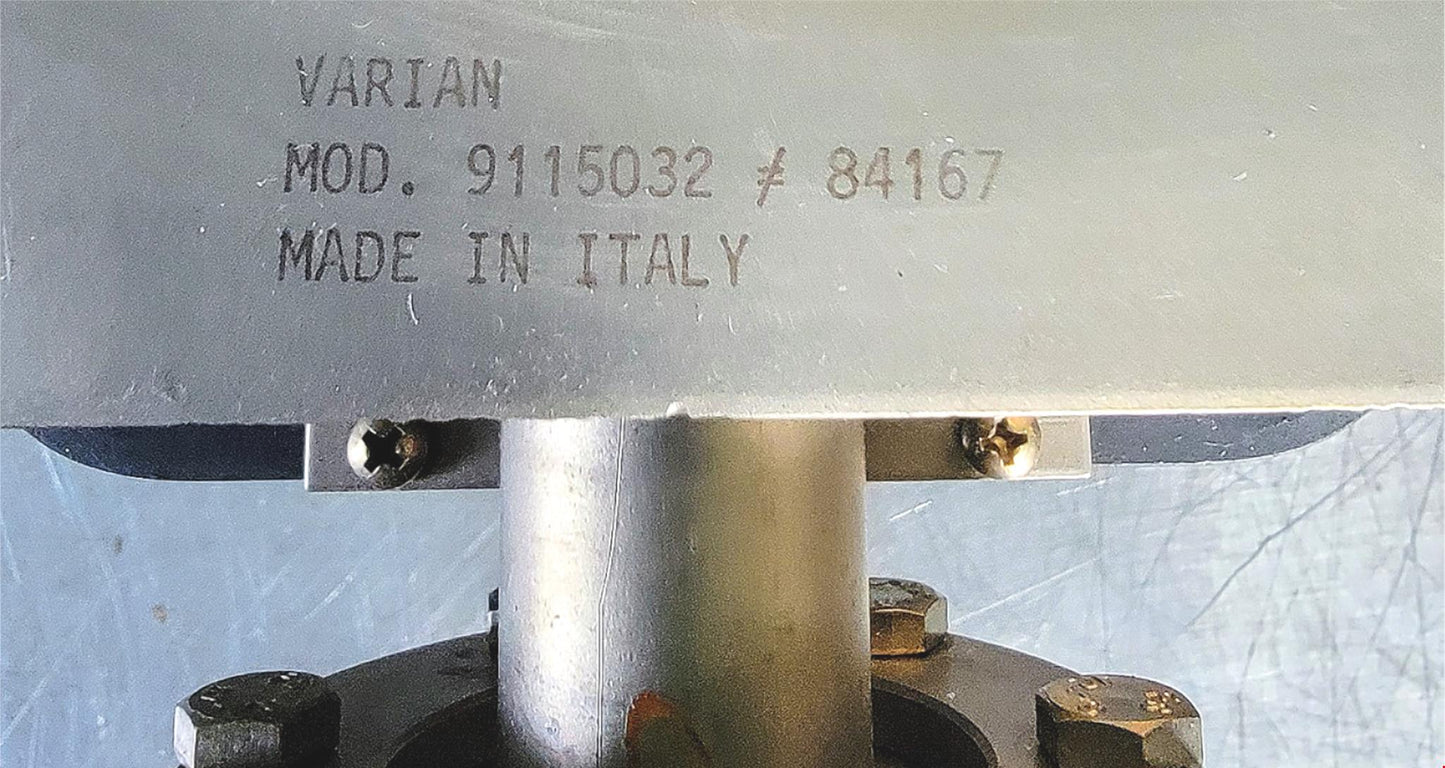 VARIAN
MOD. 9115032 ≠ 84167
MADE IN ITALY